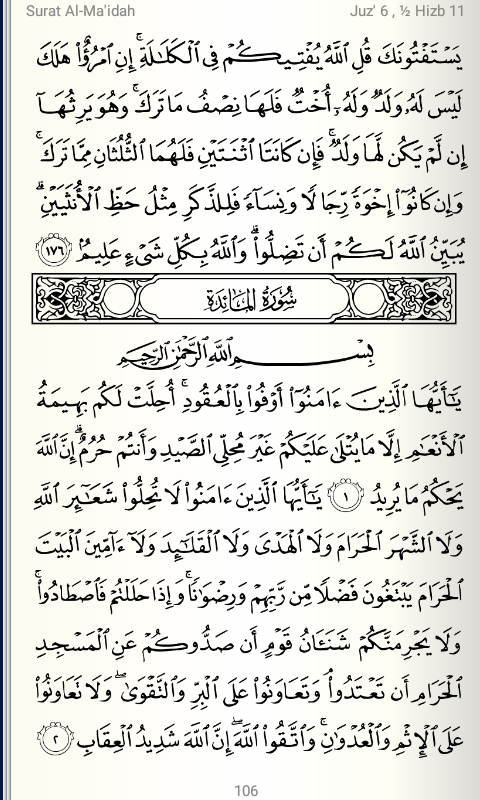 Surat Al-Ma'idah Juz' 6 , ½ Hizb 11
يَسۡتَفۡتُونَكَ قُلِ ٱللَّهُ يُفۡتِيكُمۡ فِي ٱلۡكَلَٰلَةِۚ إِنِ ٱمۡرُؤٌاْ هَلَكَ
لَيۡسَ لَهُۥ وَلَدٞ وَلَهُۥٓ أُخۡتٞ فَلَهَا نِصۡفُ مَا تَرَكَۚ وَهُوَ يَرِثُهَآ
إِن لَّمۡ يَكُن لَّهَا وَلَدٞۚ فَإِن كَانَتَا ٱثۡنَتَيۡنِ فَلَهُمَا ٱلثُّلُثَانِ مِمَّا تَرَكَۚ
وَإِن كَانُوٓاْ إِخۡوَةٗ رِّجَالٗا وَنِسَآءٗ فَلِلذَّكَرِ مِثۡلُ حَظِّ ٱلۡأُنثَيَيۡنِۗ
يُبَيِّنُ ٱللَّهُ لَكُمۡ أَن تَضِلُّواْۗ وَٱللَّهُ بِكُلِّ شَيۡءٍ عَلِيمُۢ ١٧٦
سُورَةُ المَائدَةِ
بِسۡمِ ٱللَّهِ ٱلرَّحۡمَٰنِ ٱلرَّحِيمِ
يَٰٓأَيُّهَا ٱلَّذِينَ ءَامَنُوٓاْ أَوۡفُواْ بِٱلۡعُقُودِۚ أُحِلَّتۡ لَكُم بَهِيمَةُ
ٱلۡأَنۡعَٰمِ إِلَّا مَا يُتۡلَىٰ عَلَيۡكُمۡ غَيۡرَ مُحِلِّي ٱلصَّيۡدِ وَأَنتُمۡ حُرُمٌۗ إِنَّ ٱللَّهَ
يَحۡكُمُ مَا يُرِيدُ ١ يَٰٓأَيُّهَا ٱلَّذِينَ ءَامَنُواْ لَا تُحِلُّواْ شَعَٰٓئِرَ ٱللَّهِ
وَلَا ٱلشَّهۡرَ ٱلۡحَرَامَ وَلَا ٱلۡهَدۡيَ وَلَا ٱلۡقَلَٰٓئِدَ وَلَآ ءَآمِّينَ ٱلۡبَيۡتَ
ٱلۡحَرَامَ يَبۡتَغُونَ فَضۡلٗا مِّن رَّبِّهِمۡ وَرِضۡوَٰنٗاۚ وَإِذَا حَلَلۡتُمۡ فَٱصۡطَادُواْۚ
وَلَا يَجۡرِمَنَّكُمۡ شَنَـَٔانُ قَوۡمٍ أَن صَدُّوكُمۡ عَنِ ٱلۡمَسۡجِدِ
ٱلۡحَرَامِ أَن تَعۡتَدُواْۘ وَتَعَاوَنُواْ عَلَى ٱلۡبِرِّ وَٱلتَّقۡوَىٰۖ وَلَا تَعَاوَنُواْ
عَلَى ٱلۡإِثۡمِ وَٱلۡعُدۡوَٰنِۚ وَٱتَّقُواْ ٱللَّهَۖ إِنَّ ٱللَّهَ شَدِيدُ ٱلۡعِقَابِ ٢
106